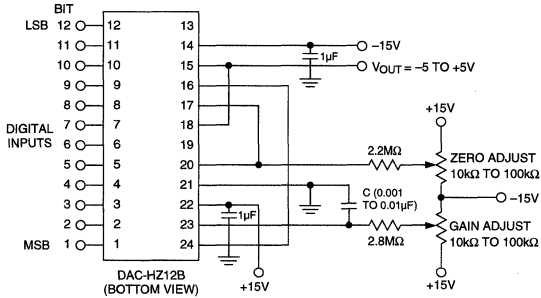 BIT
LSB 12 12 13
11 11 14 −15V
1µF
10 10 15 VOUT = −5 TO +5V
9 9 16
8 8 17 +15V
DIGITAL INPUTS
7 7 18
6 6 19 2.2MΩ ZERO ADJUST
5 5 20 10kΩ TO 100kΩ
4 4 21 C (0.001
3 3 22 TO 0.01µF) −15V
1µF
2 2 23 GAIN ADJUST
2.8MΩ 10kΩ TO 100kΩ
MSB 1 1 24
DAC-HZ12B
(BOTTOM VIEW)
+15V
+15V